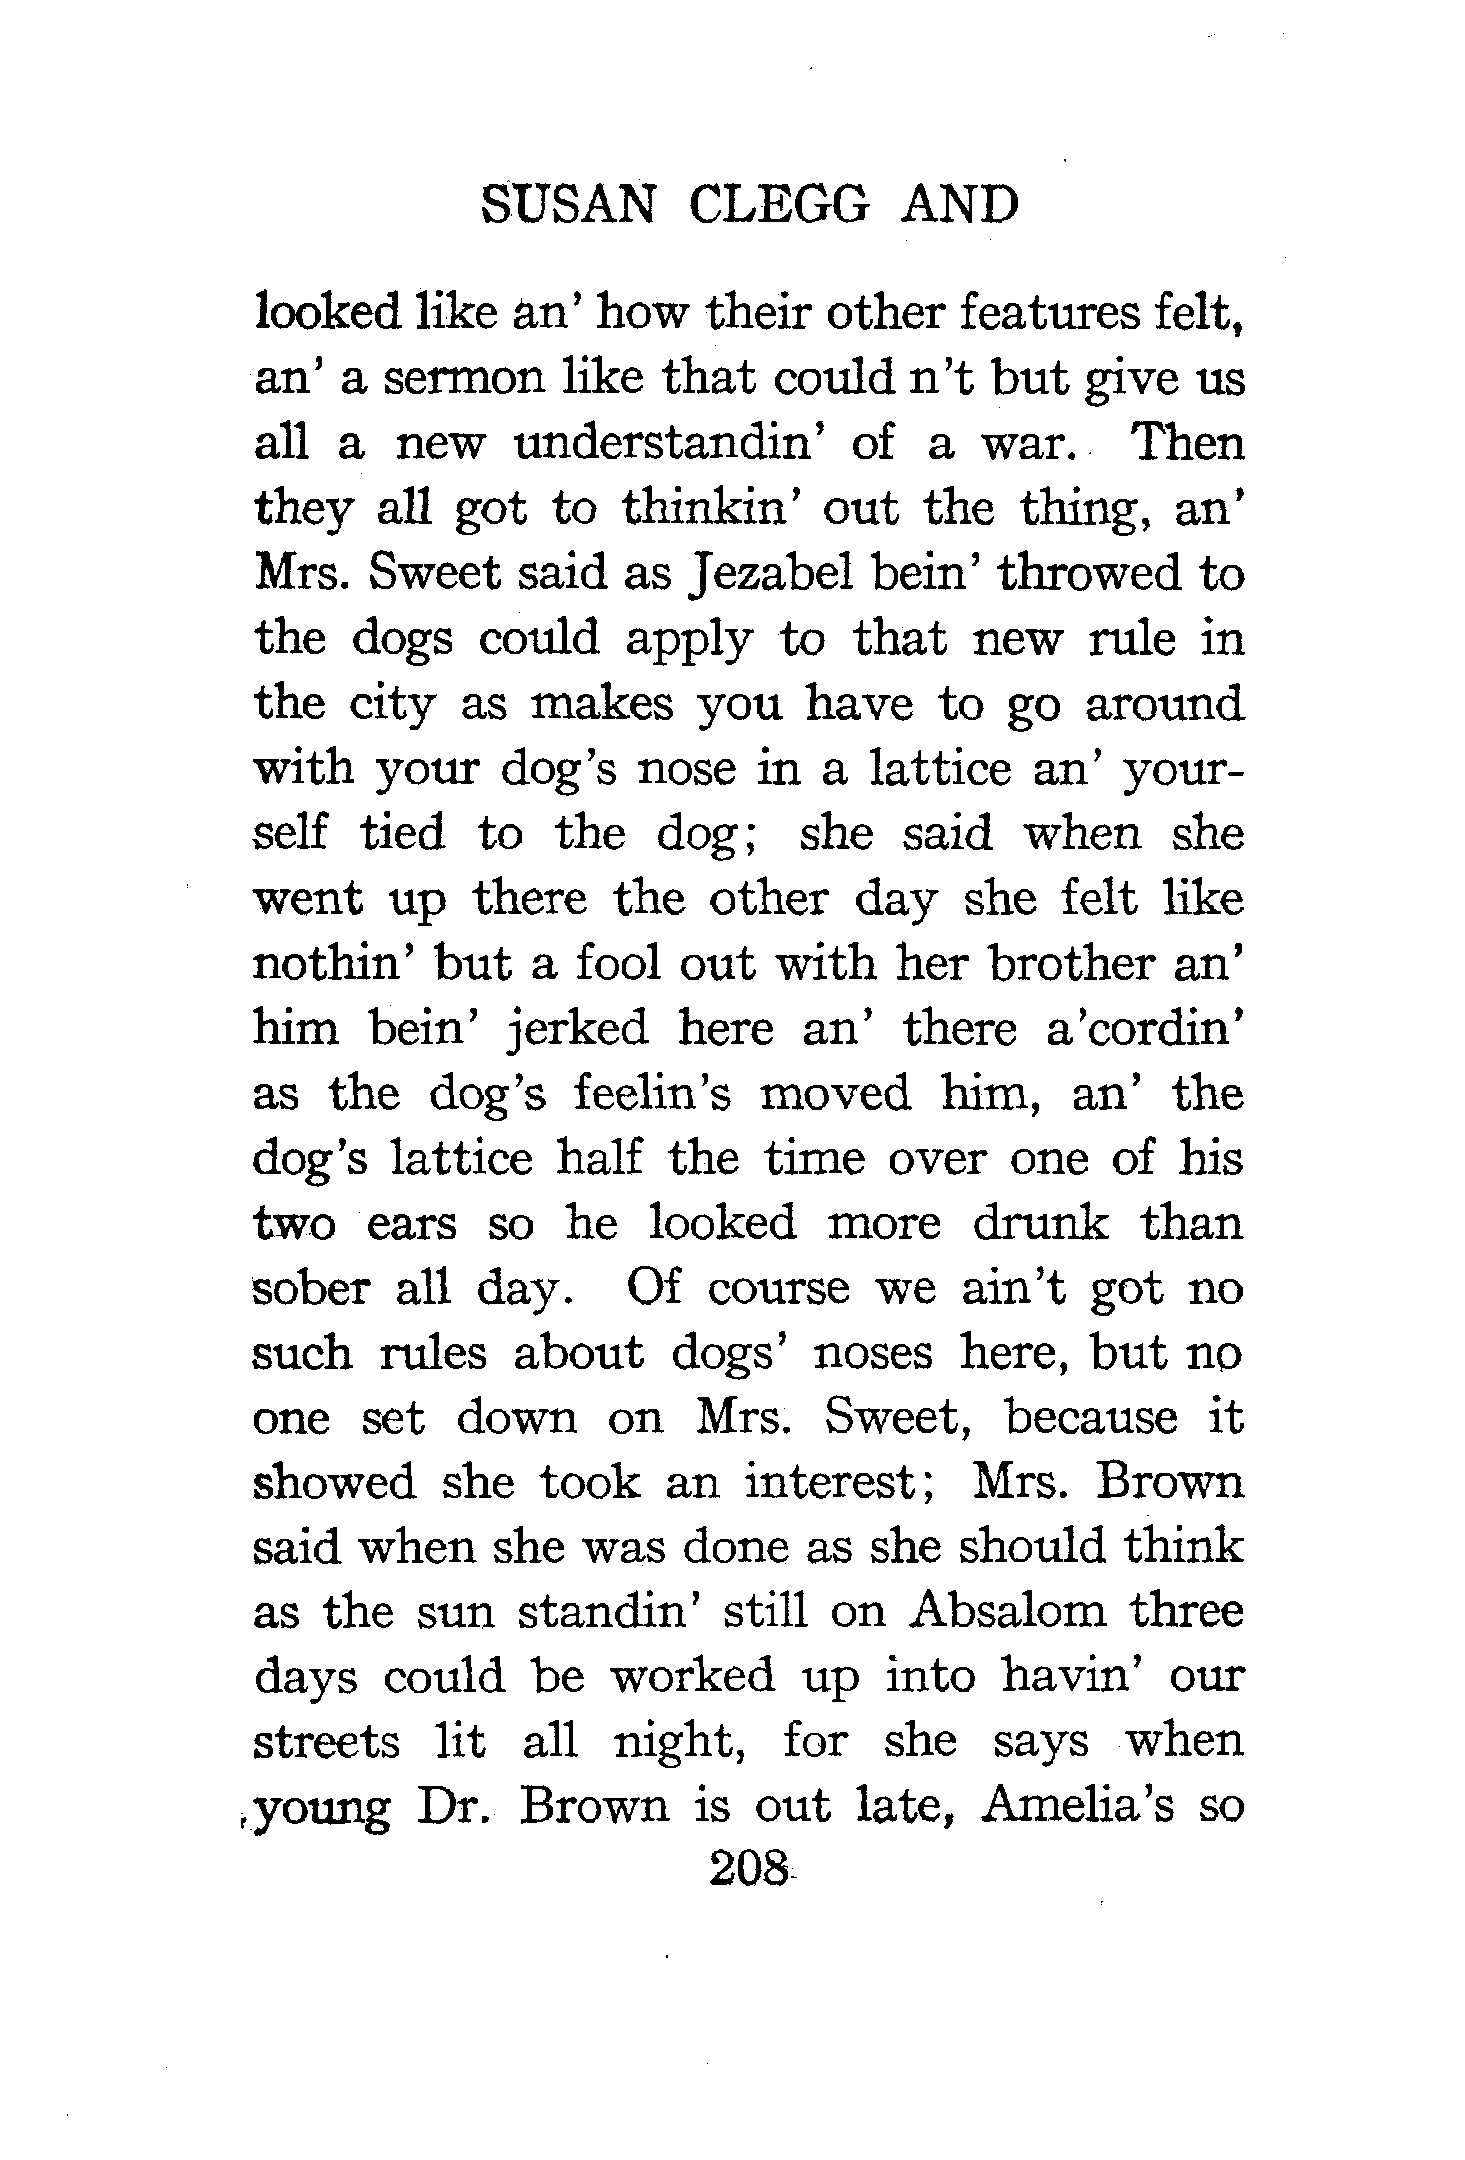 SUSAN CLEGG AND
looked like an' how their other features felt,
an' a sermon like that could n't but give us
all a new understandin' of a war. Then
they all got to thinkin' out the thing, an'
Mrs. Sweet said as Jezabel bein' throwed to
the dogs could apply to that new rule in
the city as makes you have to go around
with your dog's nose in a lattice an' your-
self tied to the dog; she said when she
went up there the other day she felt like
nothin' but a fool out with her brother an'
him bein' jerked here an' there a'cordin'
as the dog's feelin's moved him, an' the
dog's lattice half the time over one of his
two ears so he looked more drunk than
sober all day. Of course we ain't got no
such rules about dogs' noses here, but no
one set down on Mrs. Sweet, because it
showed she took an interest; Mrs. Brown
said when she was done as she should think
as the sun standin' still on Absalom three
days could be worked up into havin' our
streets lit all night, for she says when
young Dr. Brown is out late, Amelia's so
208